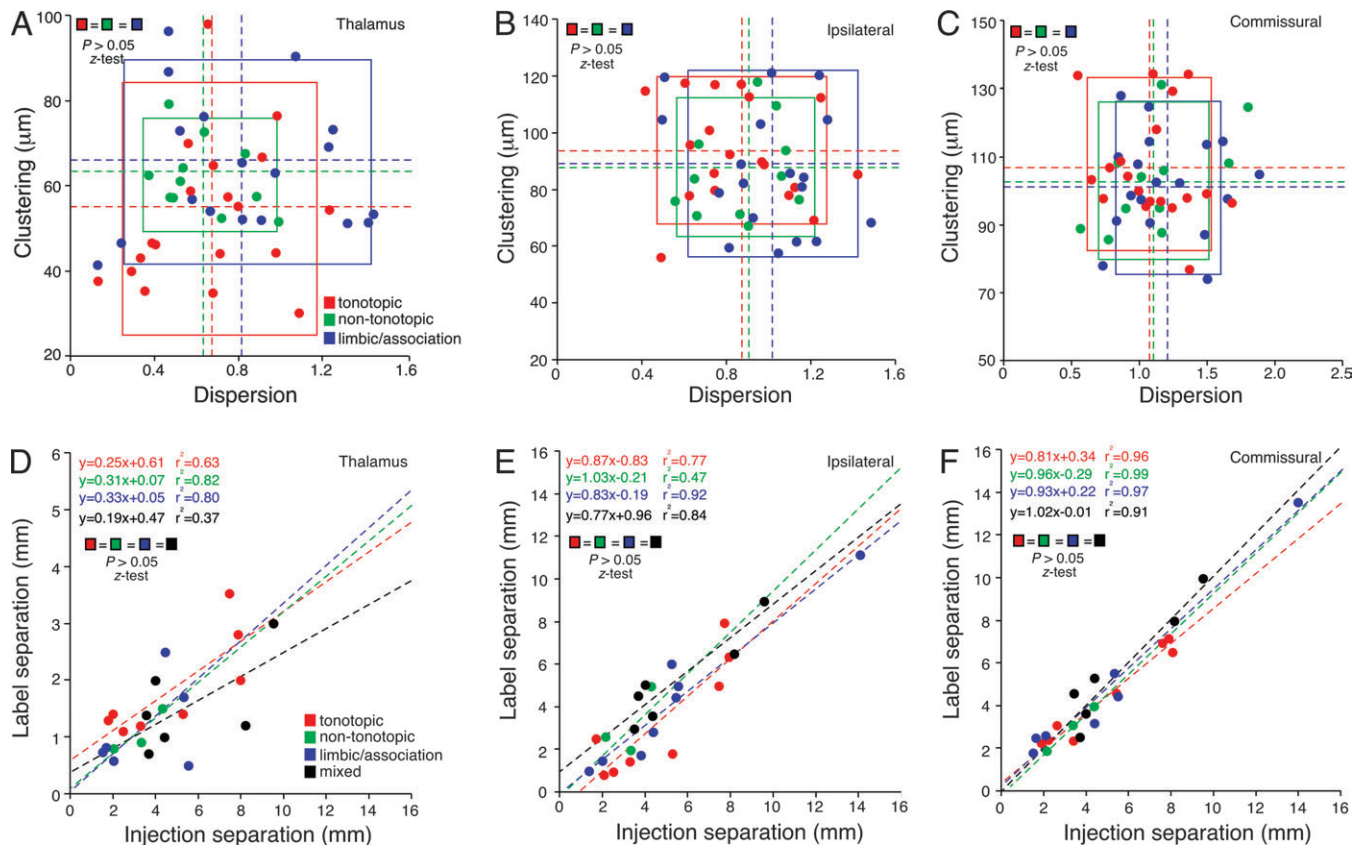 A
■=■=■
P > 0.05
z-test
Thalamus
Clustering (μm)
100
80
60
40
20
0
0.4
0.8
1.2
1.6
Dispersion
tonotopic
non-tonotopic
limbic/association
B
■=■=■
P > 0.05
z-test
Ipsilateral
Clustering (μm)
140
120
100
80
60
40
20
0
0.4
0.8
1.2
1.6
Dispersion
C
■=■=■
P > 0.05
z-test
Commissural
Clustering (μm)
150
130
110
90
70
50
0
0.5
1.0
1.5
2.0
2.5
Dispersion
D
y=0.25x+0.61 r²=0.63
y=0.31x+0.07 r²=0.82
y=0.33x+0.05 r²=0.80
y=0.19x+0.47 r²=0.37
■=■=■=■
P > 0.05
z-test
Thalamus
Label separation (mm)
6
5
4
3
2
1
0
0
2
4
6
8
10
12
14
16
Injection separation (mm)
tonotopic
non-tonotopic
limbic/association
mixed
E
y=0.87x-0.83 r²=0.77
y=1.03x-0.21 r²=0.47
y=0.83x-0.19 r²=0.92
y=0.77x+0.96 r²=0.84
■=■=■=■
P > 0.05
z-test
Ipsilateral
Label separation (mm)
16
14
12
10
8
6
4
2
0
0
2
4
6
8
10
12
14
16
Injection separation (mm)
F
y=0.81x+0.34 r²=0.96
y=0.96x-0.29 r²=0.99
y=0.93x+0.22 r²=0.97
y=1.02x-0.01 r²=0.91
■=■=■=■
P > 0.05
z-test
Commissural
Label separation (mm)
16
14
12
10
8
6
4
2
0
0
2
4
6
8
10
12
14
16
Injection separation (mm)